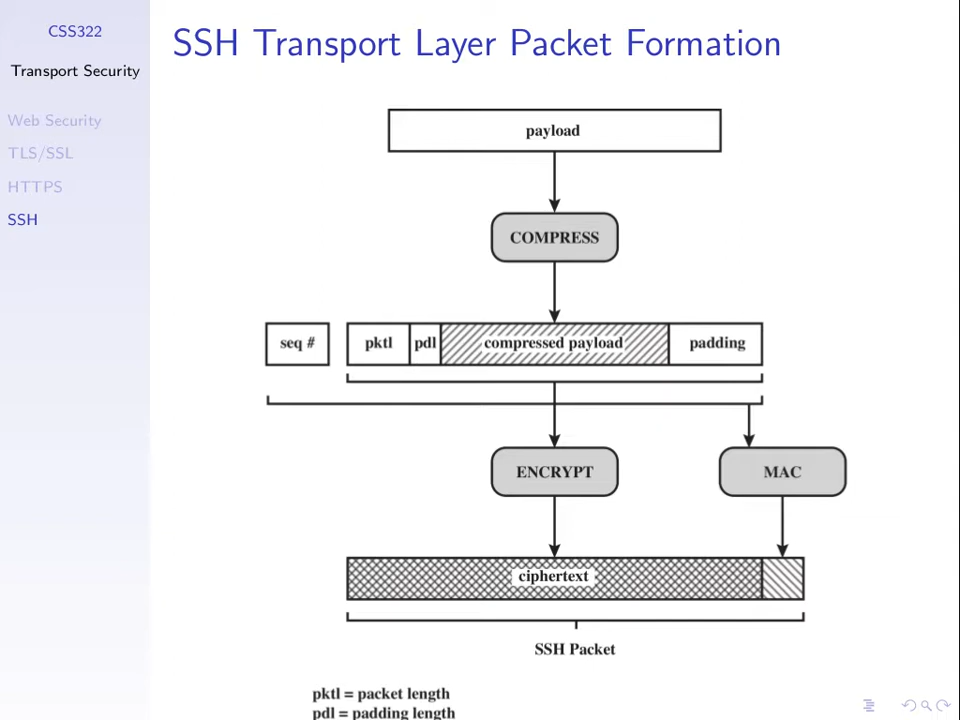 CSS322
Transport Security
Web Security
TLS/SSL
HTTPS
SSH
SSH Transport Layer Packet Formation
payload
COMPRESS
seq # pktl pdl compressed payload padding
ENCRYPT MAC
ciphertext
SSH Packet
pktl = packet length
pdl = padding length